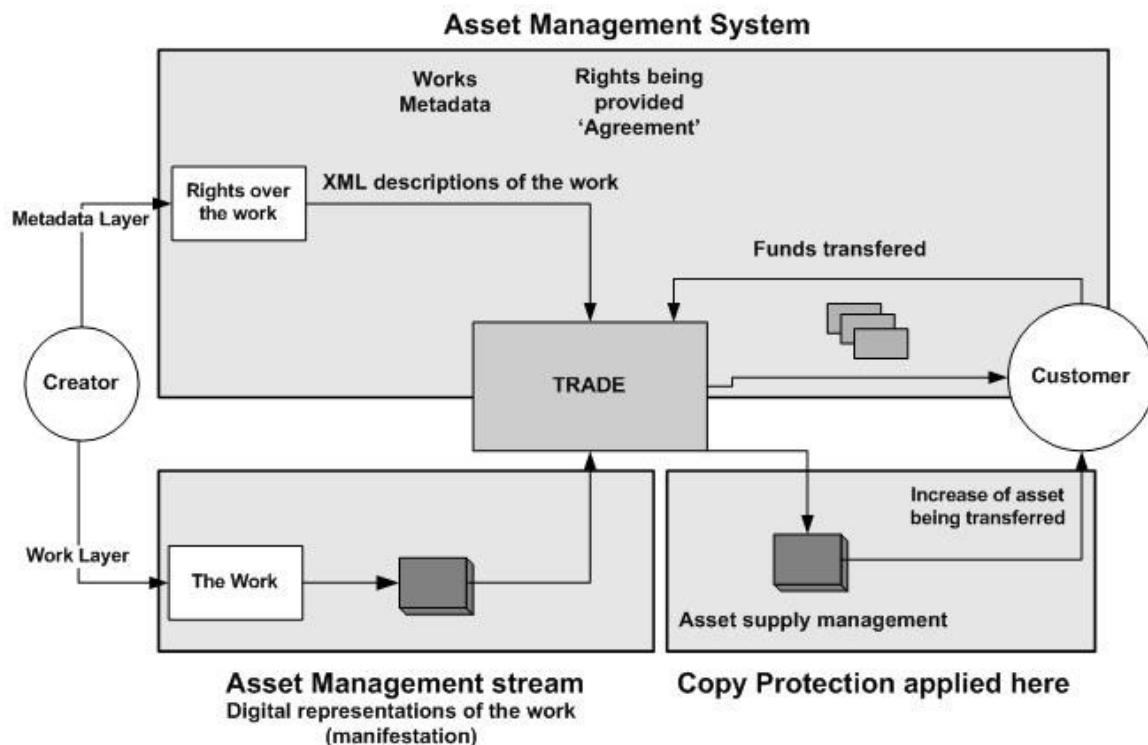 Asset Management System
Works
Metadata
Rights being
provided
‘Agreement’
Rights over
the work
XML descriptions of the work
Metadata Layer
Funds transfered
Creator
TRADE
Customer
Work Layer
The Work
Increase of asset
being transferred
Asset supply management
Asset Management stream
Digital representations of the work
(manifestation)
Copy Protection applied here